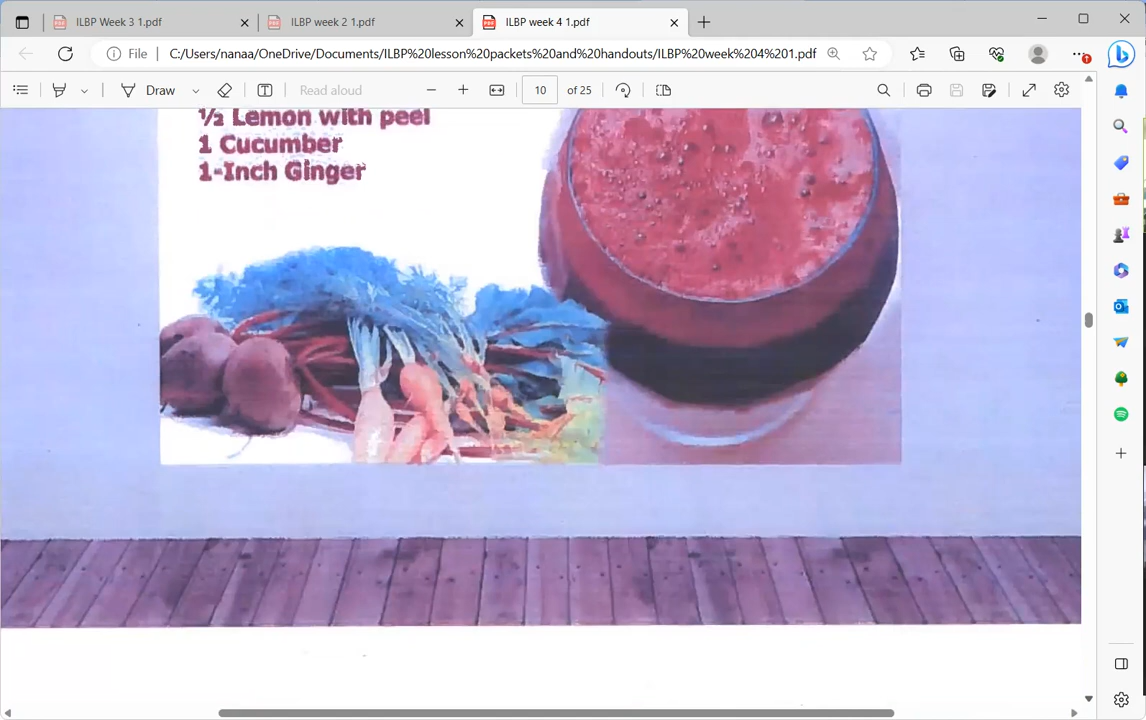 ILBP Week 3 1.pdf
ILBP week 2 1.pdf
ILBP week 4 1.pdf
File
C:/Users/nanaa/OneDrive/Documents/ILBP%20lesson%20packets%20and%20handouts/ILBP%20week%204%201.pdf
Draw
Read aloud
10
of 25
½ Lemon with peel
1 Cucumber
1-Inch Ginger